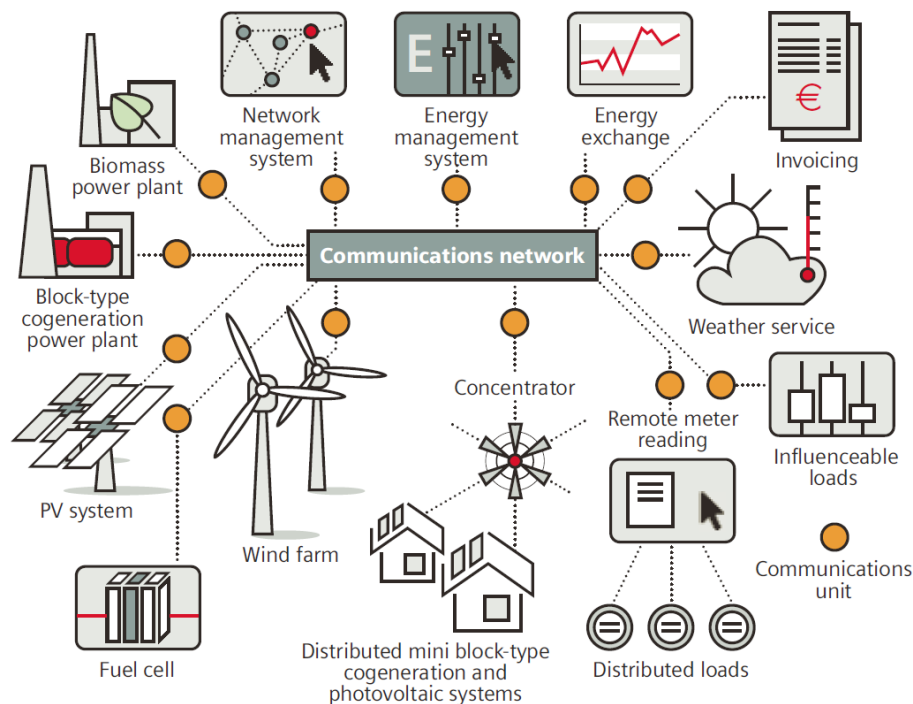 Network
management
system
E
Energy
management
system
Energy
exchange
€
Invoicing
Biomass
power plant
Communications network
Block-type
cogeneration
power plant
Weather service
Concentrator
Remote meter
reading
Influenceable
loads
PV system
Wind farm
Communications
unit
Fuel cell
Distributed mini block-type
cogeneration and
photovoltaic systems
Distributed loads